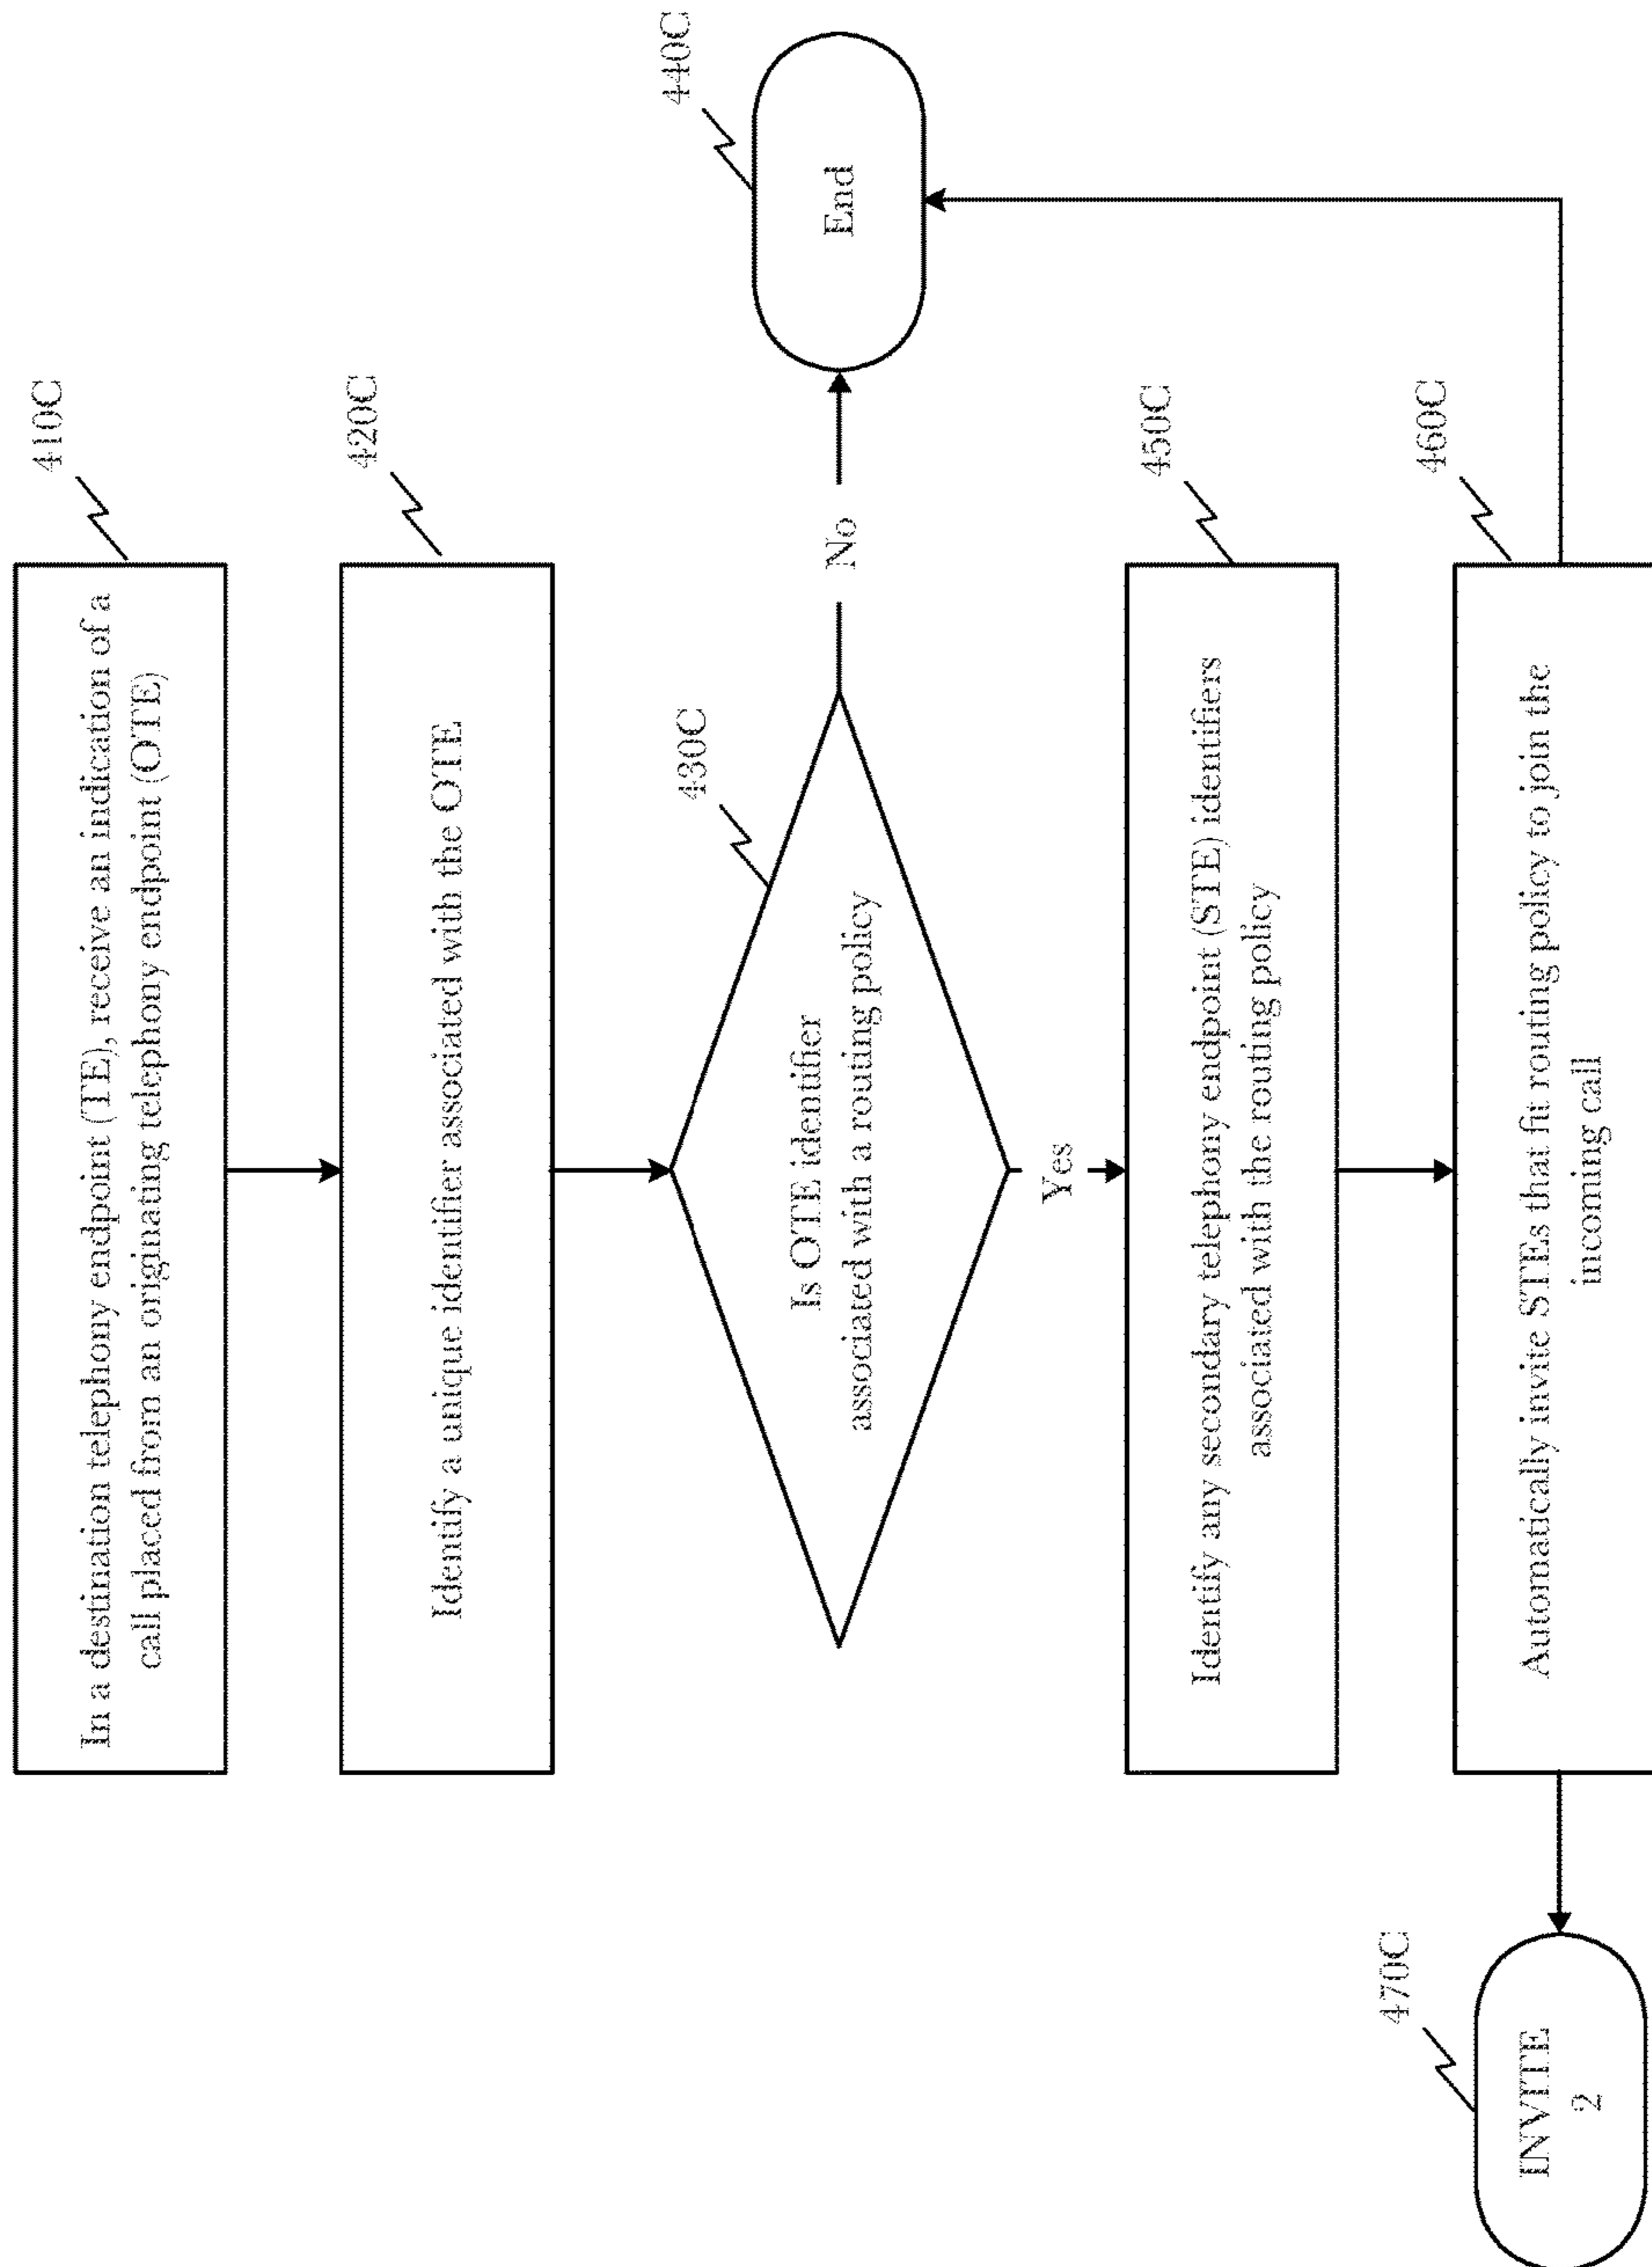 410C
In a destination telephony endpoint (TE), receive an indication of a
call placed from an originating telephony endpoint (OTE)
420C
Identify a unique identifier associated with the OTE
430C
Is OTE identifier
associated with a routing policy
No
440C
End
Yes
450C
Identify any secondary telephony endpoint (STE) identifiers
associated with the routing policy
460C
Automatically invite STEs that fit routing policy to join the
incoming call
470C
INVITE
2